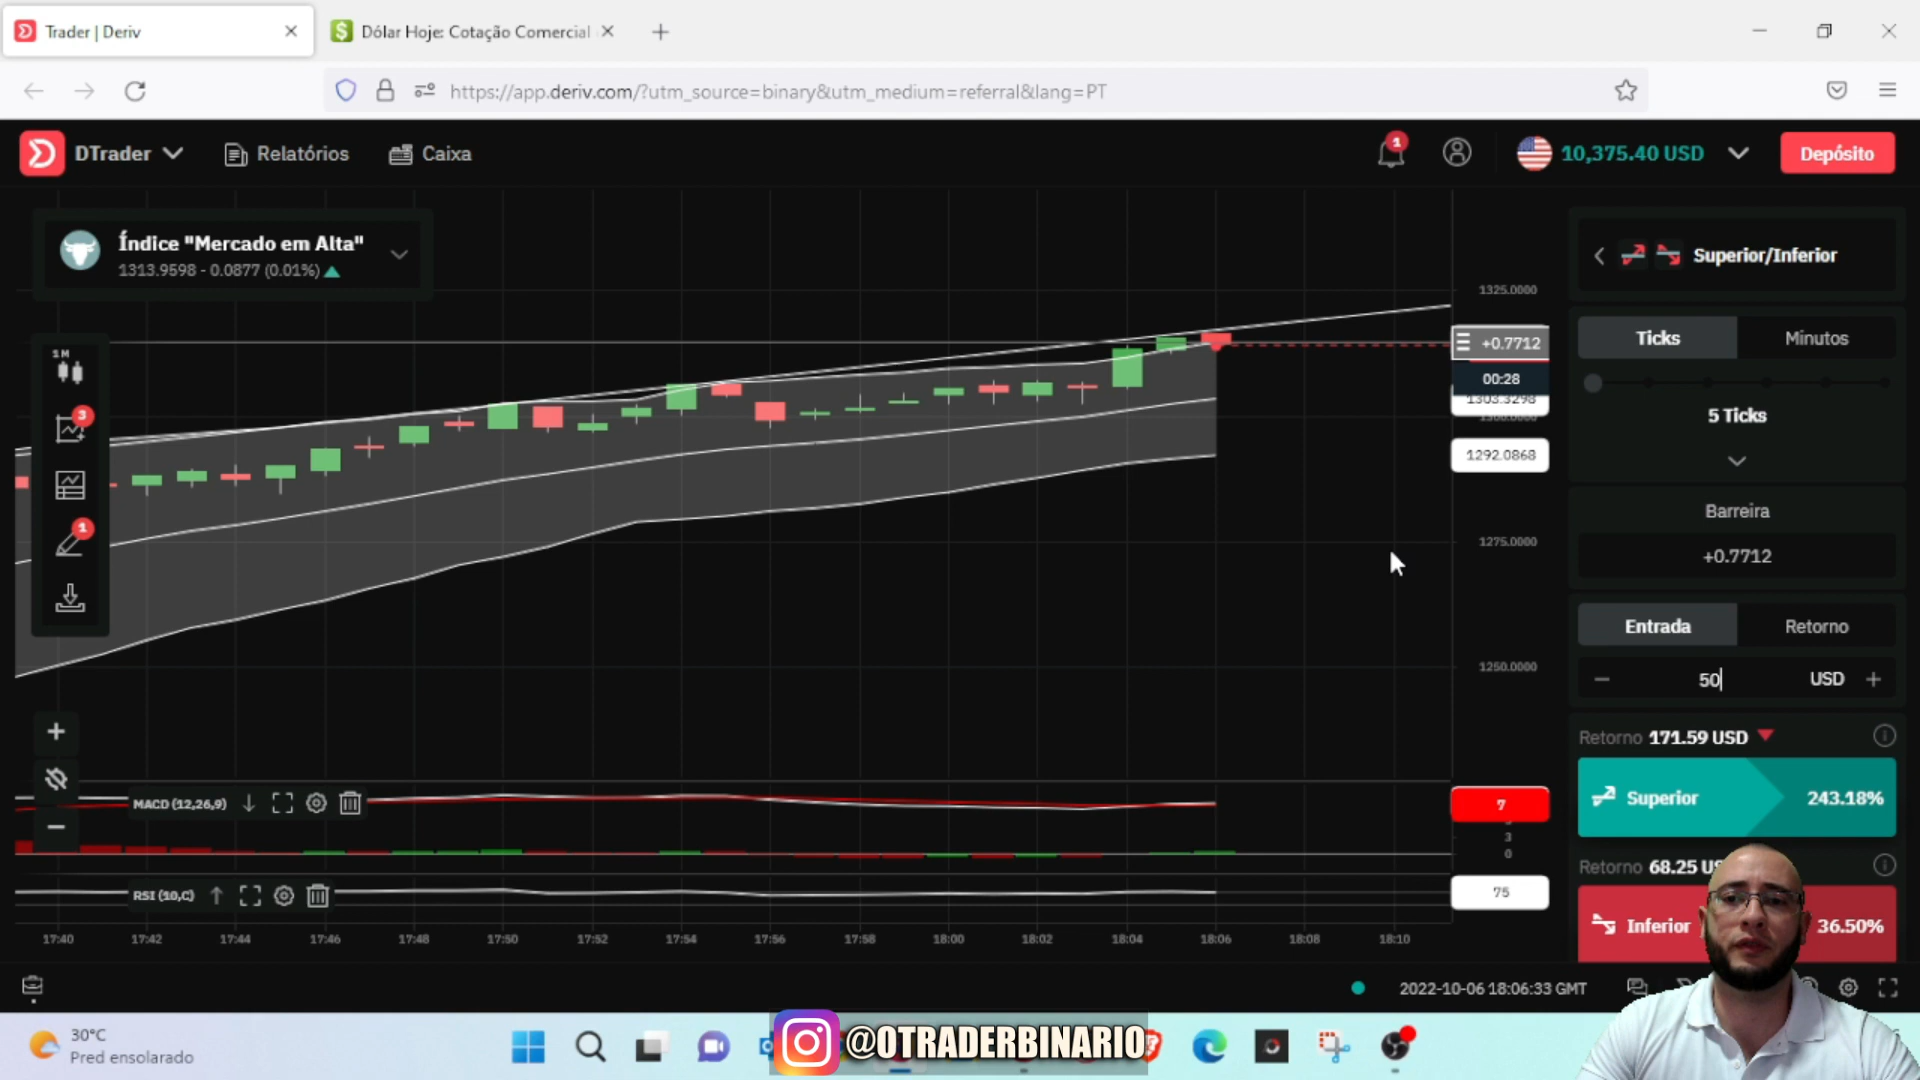 Trader | Deriv
Dólar Hoje: Cotação Comercial
https://app.deriv.com/?utm_source=binary&utm_medium=referral&lang=PT
DTrader
Relatórios
Caixa
1
10,375.40 USD
Depósito
Índice "Mercado em Alta"
1313.9598 - 0.0877 (0.01%)
Superior/Inferior
1325.0000
Ticks
Minutos
+0.7712
1M
00:28
1303.3298
3
5 Ticks
1292.0868
Barreira
1
1275.0000
+0.7712
Entrada
Retorno
1250.0000
50
USD
Retorno 171.59 USD
MACD (12,26,9)
7
Superior
243.18%
3
0
Retorno 68.25
RSI (10,C)
75
Inferior
36.50%
17:40
17:42
17:44
17:46
17:48
17:50
17:52
17:54
17:56
17:58
18:00
18:02
18:04
18:06
18:08
18:10
2022-10-06 18:06:33 GMT
30°C
Pred ensolarado
@OTRADERBINARIO